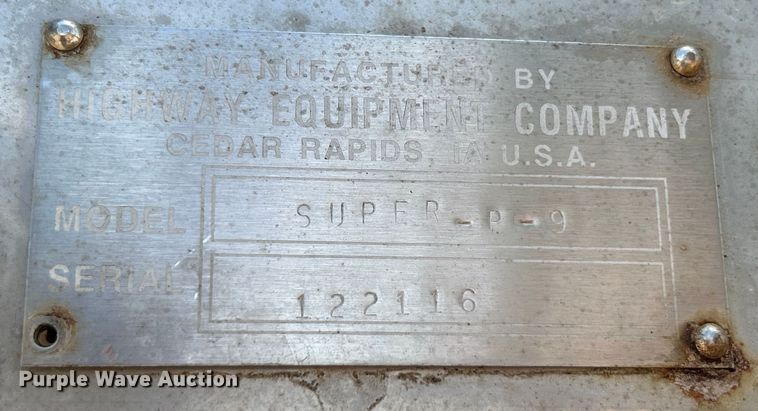 MANUFACTURED BY
HIGHWAY EQUIPMENT COMPANY
CEDAR RAPIDS, IA U.S.A.
MODEL SUPER-P-9
SERIAL 122116
Purple Wave Auction